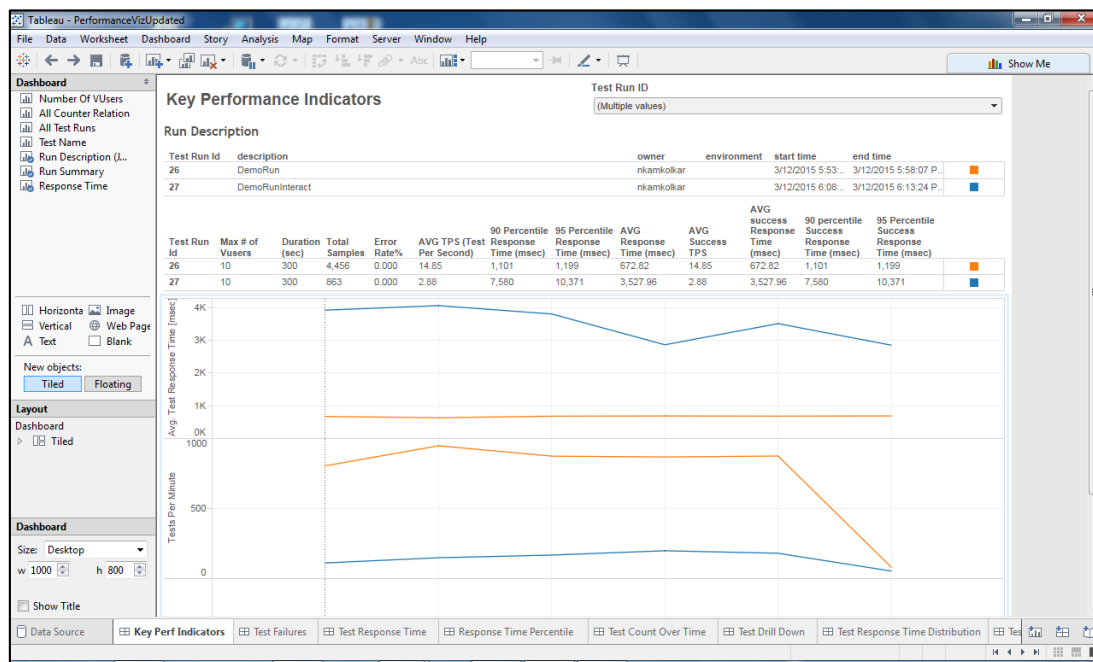 Tableau - PerformanceVizUpdated
File Data Worksheet Dashboard Story Analysis Map Format Server Window Help
Abc
Show Me
Dashboard
Number Of VUsers
All Counter Relation
All Test Runs
Test Name
Run Description (J...
Run Summary
Response Time
Horizonta Image
Vertical Web Page
A Text Blank
New objects:
Tiled Floating
Layout
Dashboard
Tiled
Dashboard
Size: Desktop
w 1000 h 800
Show Title
Key Performance Indicators
Test Run ID
(Multiple values)
Run Description
Test Run Id description owner environment start time end time
26 DemoRun nkamkolkar 3/12/2015 5:53:.. 3/12/2015 5:58:07 P..
27 DemoRunInteract nkamkolkar 3/12/2015 6:08:.. 3/12/2015 6:13:24 P..
Test Run Id Max # of Vusers Duration (sec) Total Samples Error Rate% AVG TPS (Test Per Second) 90 Percentile Response Time (msec) 95 Percentile Response Time (msec) AVG Response Time (msec) AVG Success TPS AVG success Response Time (msec) 90 percentile Success Response Time (msec) 95 Percentile Success Response Time (msec)
26 10 300 4,456 0.000 14.85 1,101 1,199 672.82 14.85 672.82 1,101 1,199
27 10 300 863 0.000 2.88 7,580 10,371 3,527.96 2.88 3,527.96 7,580 10,371
Avg. Test Response Time [msec]
4K
3K
2K
1K
0K
Tests Per Minute
1000
500
0
Data Source Key Perf Indicators Test Failures Test Response Time Response Time Percentile Test Count Over Time Test Drill Down Test Response Time Distribution Tes